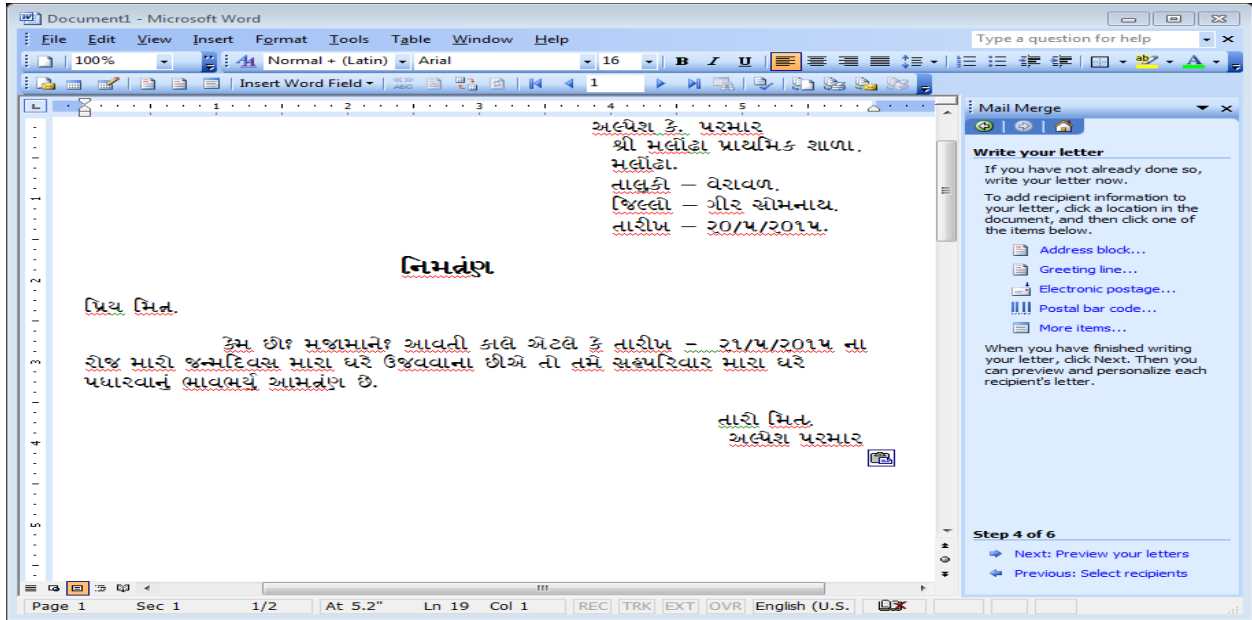 Document1 - Microsoft Word
File Edit View Insert Format Tools Table Window Help
Type a question for help
100% Normal + (Latin) Arial 16 B I U
Insert Word Field 1
1 2 3 4 5
અલ્પેશ કે. પરમાર
શ્રી મલોંઢા પ્રાથમિક શાળા.
મલોંઢા.
તાલુકો – વેરાવળ.
જિલ્લો – ગીર સોમનાથ.
તારીખ – ૨૦/૫/૨૦૧૫.
નિમત્રંણ
પ્રિય મિત્ર.
કેમ છો? મજામાને? આવતી કાલે એટલે કે તારીખ – ૨૧/૫/૨૦૧૫ ના
રોજ મારો જન્મદિવસ મારા ઘરે ઉજવવાના છીએ તો તમે સહપરિવાર મારા ઘરે
પધારવાનું ભાવભર્યુ આમત્રંણ છે.
તારો મિત્ર.
અલ્પેશ પરમાર
Mail Merge
Write your letter
If you have not already done so,
write your letter now.
To add recipient information to
your letter, click a location in the
document, and then click one of
the items below.
Address block...
Greeting line...
Electronic postage...
Postal bar code...
More items...
When you have finished writing
your letter, click Next. Then you
can preview and personalize each
recipient's letter.
Step 4 of 6
Next: Preview your letters
Previous: Select recipients
Page 1 Sec 1 1/2 At 5.2" Ln 19 Col 1 REC TRK EXT OVR English (U.S.